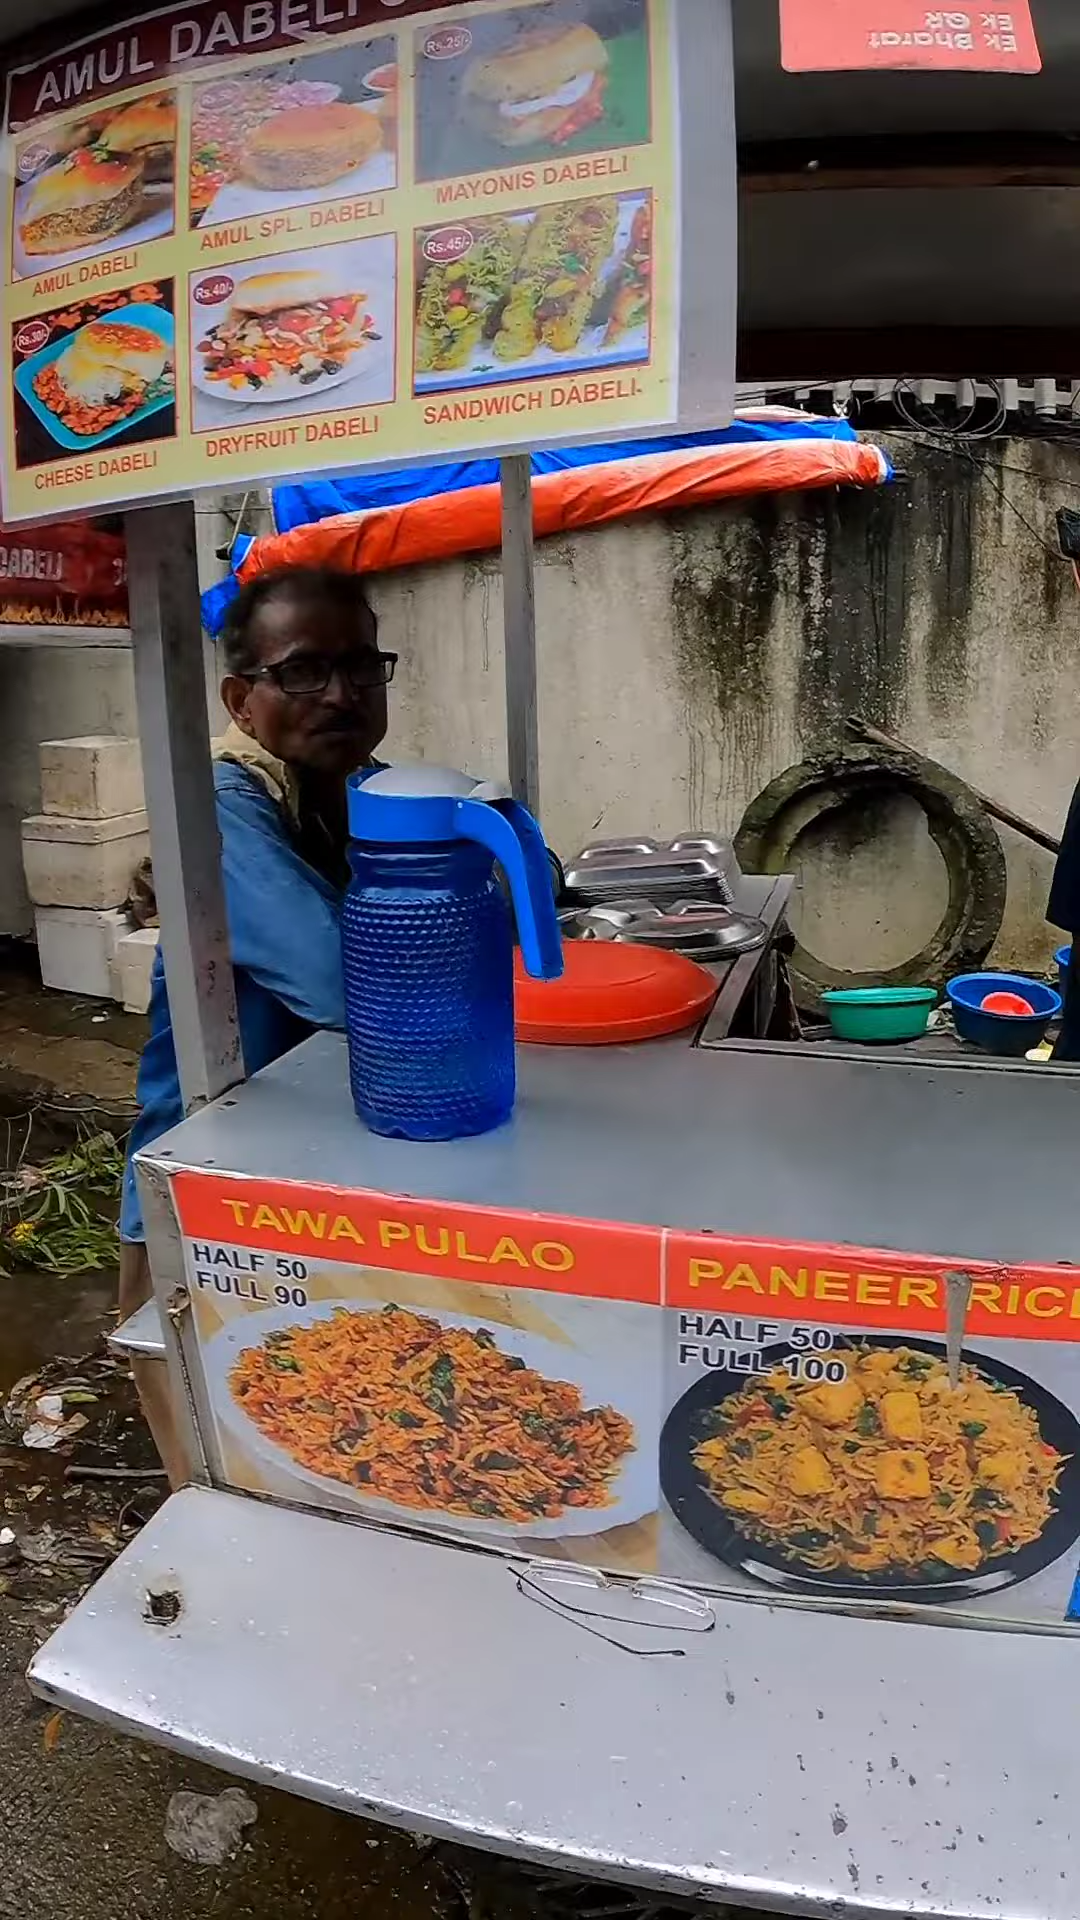 AMUL DABELI
Ek Bharat
Ek QR
Rs.25/-
AMUL DABELI
AMUL SPL. DABELI
MAYONIS DABELI
Rs.30/-
Rs.40/-
Rs.45/-
CHEESE DABELI
DRYFRUIT DABELI
SANDWICH DABELI
DABELI
TAWA PULAO
HALF 50
FULL 90
PANEER RICE
HALF 50
FULL 100